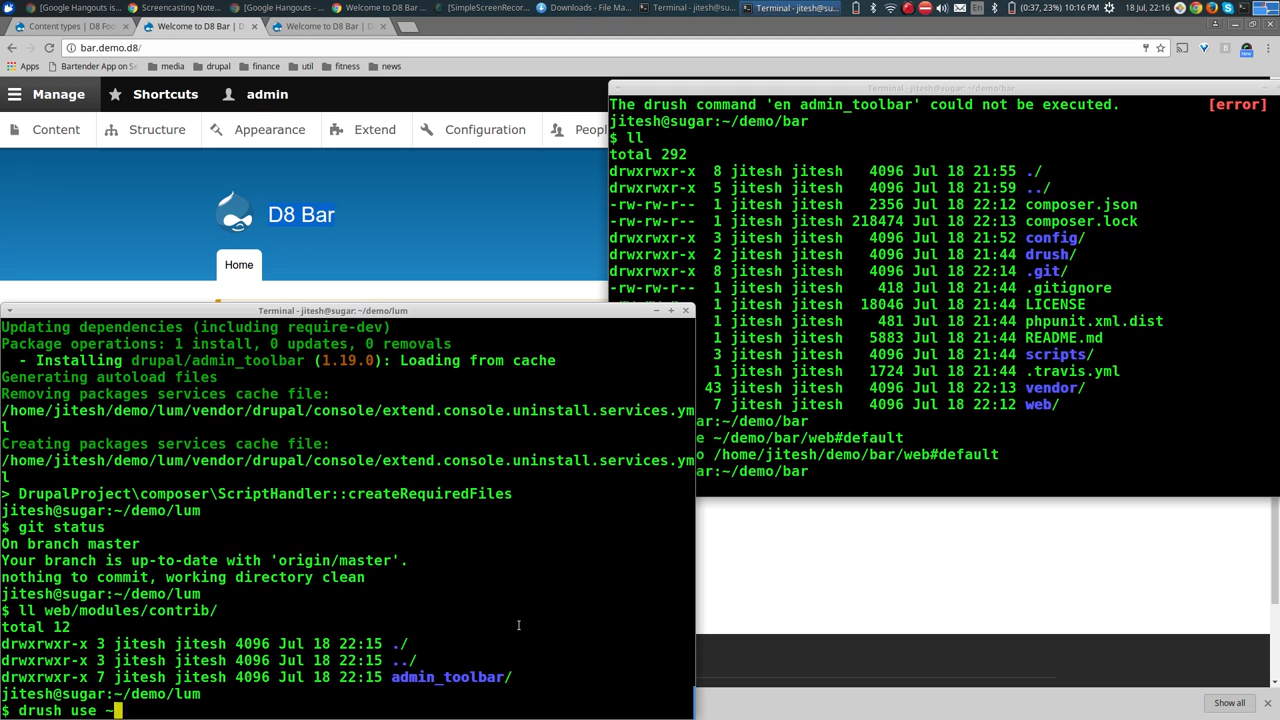 [Google Hangouts is
Screencasting Note
[Google Hangouts -
Welcome to D8 Bar
[SimpleScreenRecor
Downloads - File Ma
Terminal - jitesh@su
Terminal - jitesh@su
En
(0:37, 23%) 10:16 PM
18 Jul, 22:16
Content types | D8 Foo
Welcome to D8 Bar | D
Welcome to D8 Bar | D
bar.demo.d8/
Apps
Bartender App on Se
media
drupal
finance
util
fitness
news
Manage
Shortcuts
admin
Content
Structure
Appearance
Extend
Configuration
Peopl
D8 Bar
Home
Terminal - jitesh@sugar: ~/demo/bar
The drush command 'en admin_toolbar' could not be executed. [error]
jitesh@sugar:~/demo/bar
$ ll
total 292
drwxrwxr-x 8 jitesh jitesh 4096 Jul 18 21:55 ./
drwxrwxr-x 5 jitesh jitesh 4096 Jul 18 21:59 ../
-rw-rw-r-- 1 jitesh jitesh 2356 Jul 18 22:12 composer.json
-rw-rw-r-- 1 jitesh jitesh 218474 Jul 18 22:13 composer.lock
drwxrwxr-x 3 jitesh jitesh 4096 Jul 18 21:52 config/
drwxrwxr-x 2 jitesh jitesh 4096 Jul 18 21:44 drush/
drwxrwxr-x 8 jitesh jitesh 4096 Jul 18 22:14 .git/
-rw-rw-r-- 1 jitesh jitesh 418 Jul 18 21:44 .gitignore
-rw-rw-r-- 1 jitesh jitesh 18046 Jul 18 21:44 LICENSE
1 jitesh jitesh 481 Jul 18 21:44 phpunit.xml.dist
1 jitesh jitesh 5883 Jul 18 21:44 README.md
3 jitesh jitesh 4096 Jul 18 21:44 scripts/
1 jitesh jitesh 1724 Jul 18 21:44 .travis.yml
43 jitesh jitesh 4096 Jul 18 22:13 vendor/
7 jitesh jitesh 4096 Jul 18 22:12 web/
ar:~/demo/bar
e ~/demo/bar/web#default
o /home/jitesh/demo/bar/web#default
ar:~/demo/bar
Terminal - jitesh@sugar: ~/demo/lum
Updating dependencies (including require-dev)
Package operations: 1 install, 0 updates, 0 removals
- Installing drupal/admin_toolbar (1.19.0): Loading from cache
Generating autoload files
Removing packages services cache file:
/home/jitesh/demo/lum/vendor/drupal/console/extend.console.uninstall.services.ym
l
Creating packages services cache file:
/home/jitesh/demo/lum/vendor/drupal/console/extend.console.uninstall.services.ym
l
> DrupalProject\composer\ScriptHandler::createRequiredFiles
jitesh@sugar:~/demo/lum
$ git status
On branch master
Your branch is up-to-date with 'origin/master'.
nothing to commit, working directory clean
jitesh@sugar:~/demo/lum
$ ll web/modules/contrib/
total 12
drwxrwxr-x 3 jitesh jitesh 4096 Jul 18 22:15 ./
drwxrwxr-x 3 jitesh jitesh 4096 Jul 18 22:15 ../
drwxrwxr-x 7 jitesh jitesh 4096 Jul 18 22:15 admin_toolbar/
jitesh@sugar:~/demo/lum
$ drush use ~
Show all